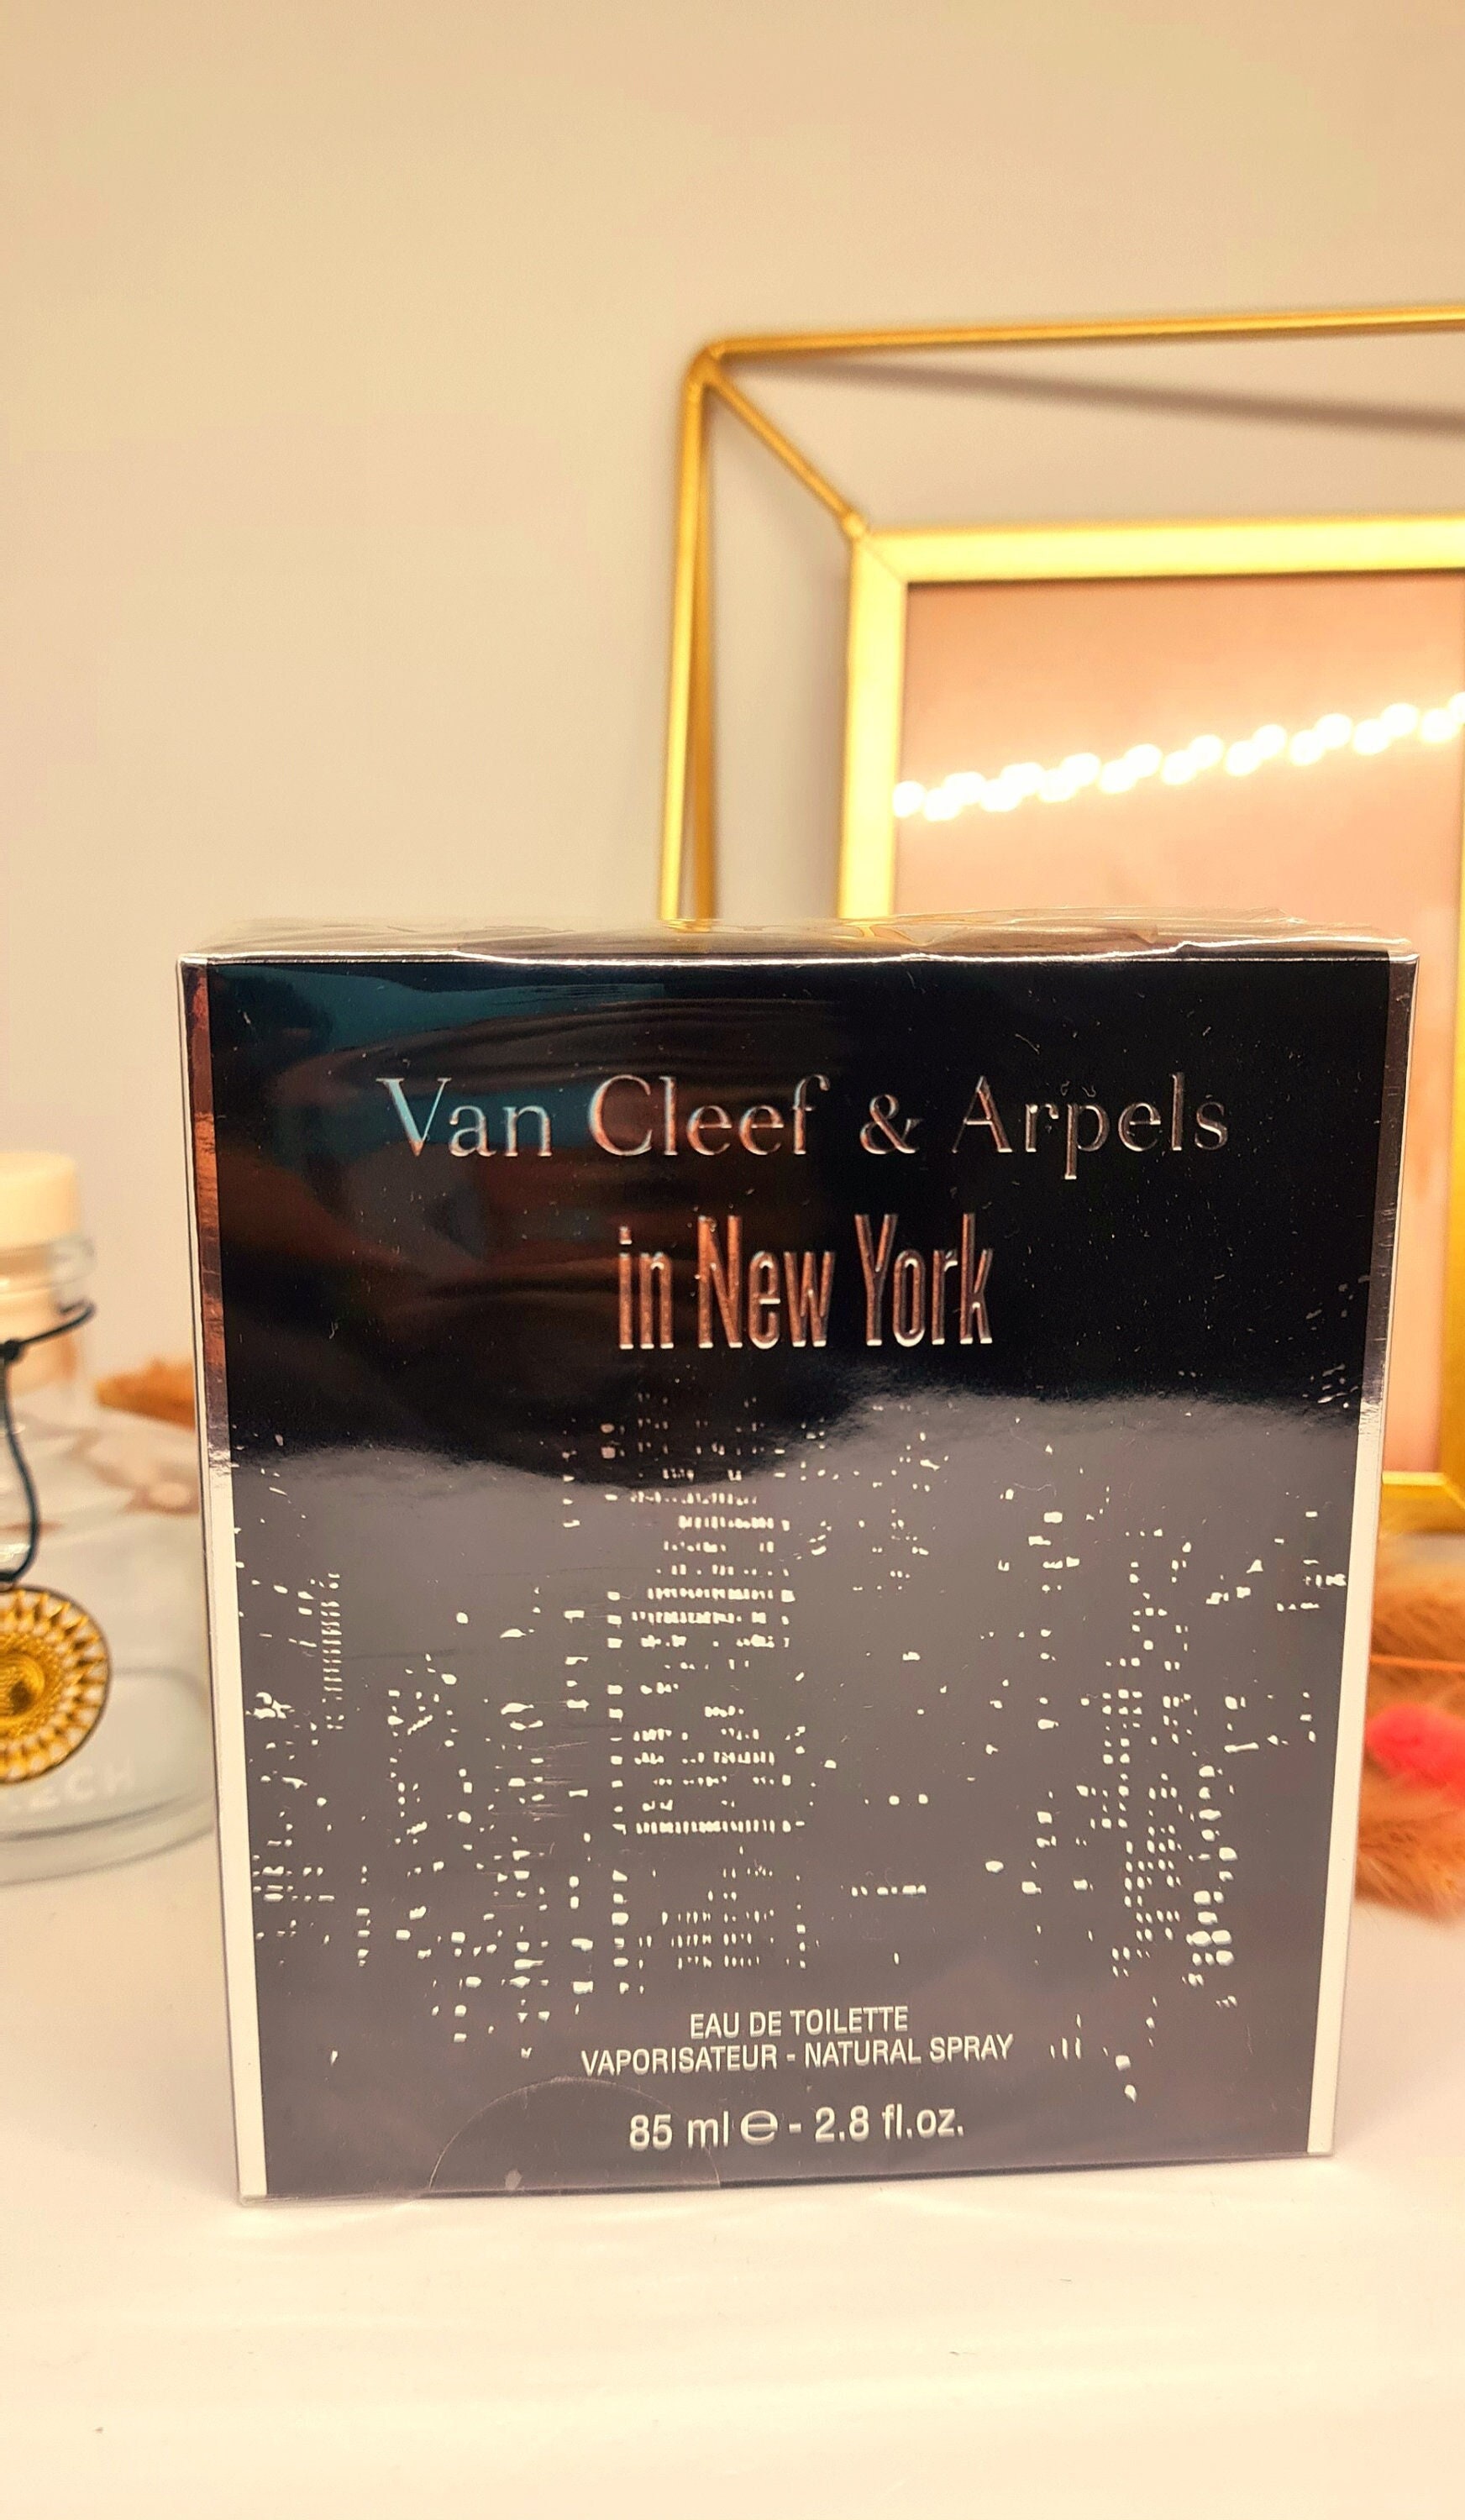 Van Cleef & Arpels
in New York
EAU DE TOILETTE
VAPORISATEUR - NATURAL SPRAY
85 ml ℮ - 2.8 fl.oz.